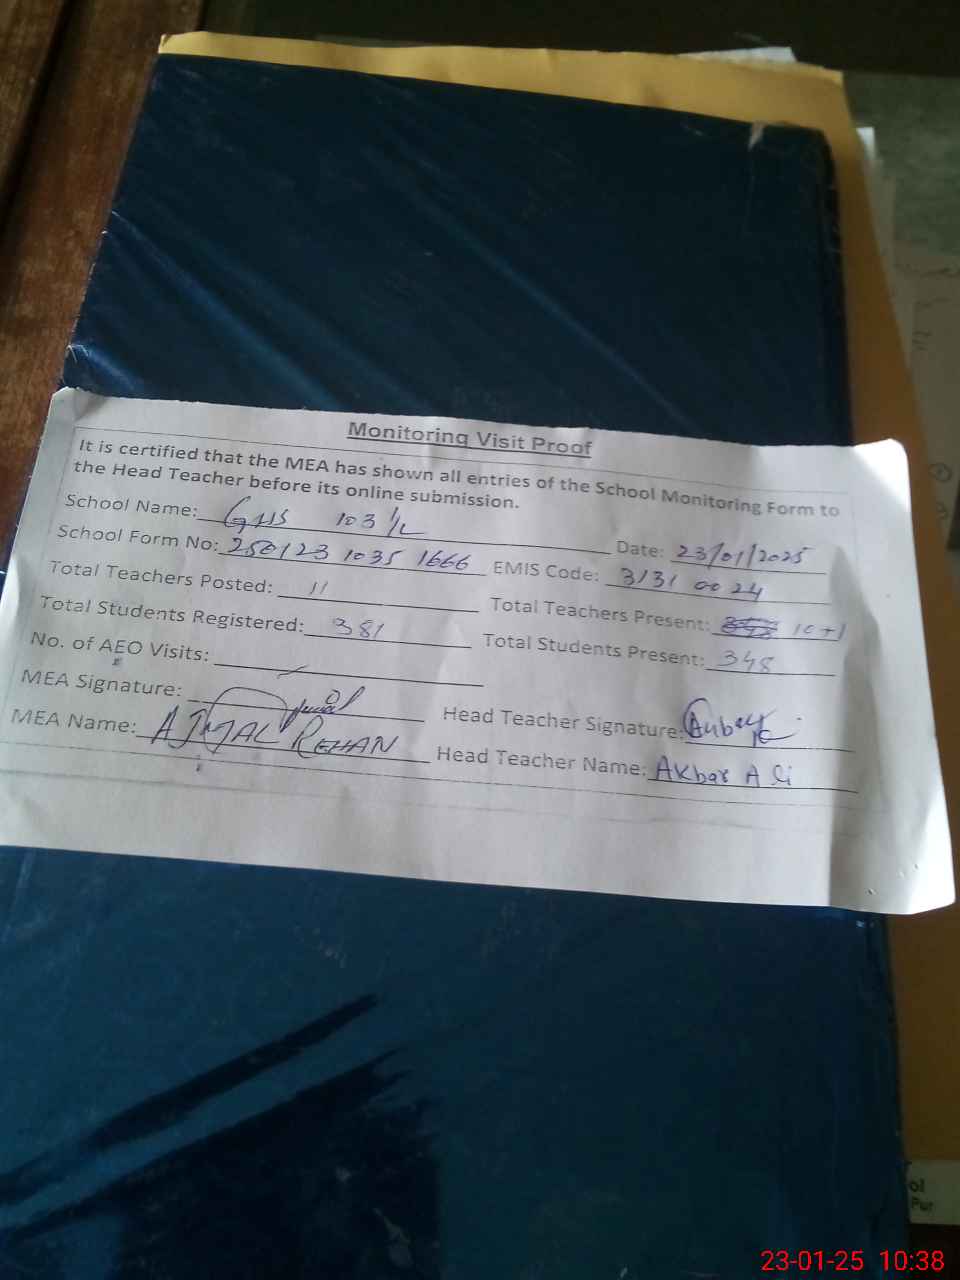 Monitoring Visit Proof
It is certified that the MEA has shown all entries of the School Monitoring Form to
the Head Teacher before its online submission.
School Name: GHS 103 /L Date: 23/01/2025
School Form No: 250123 1035 1666 EMIS Code: 3131 0024
Total Teachers Posted: 11 Total Teachers Present: 10+1
Total Students Registered: 381 Total Students Present: 348
No. of AEO Visits:
MEA Signature: Head Teacher Signature:
MEA Name: AJMAL REHAN Head Teacher Name: Akbar Ali
ol
Pur
23-01-25 10:38